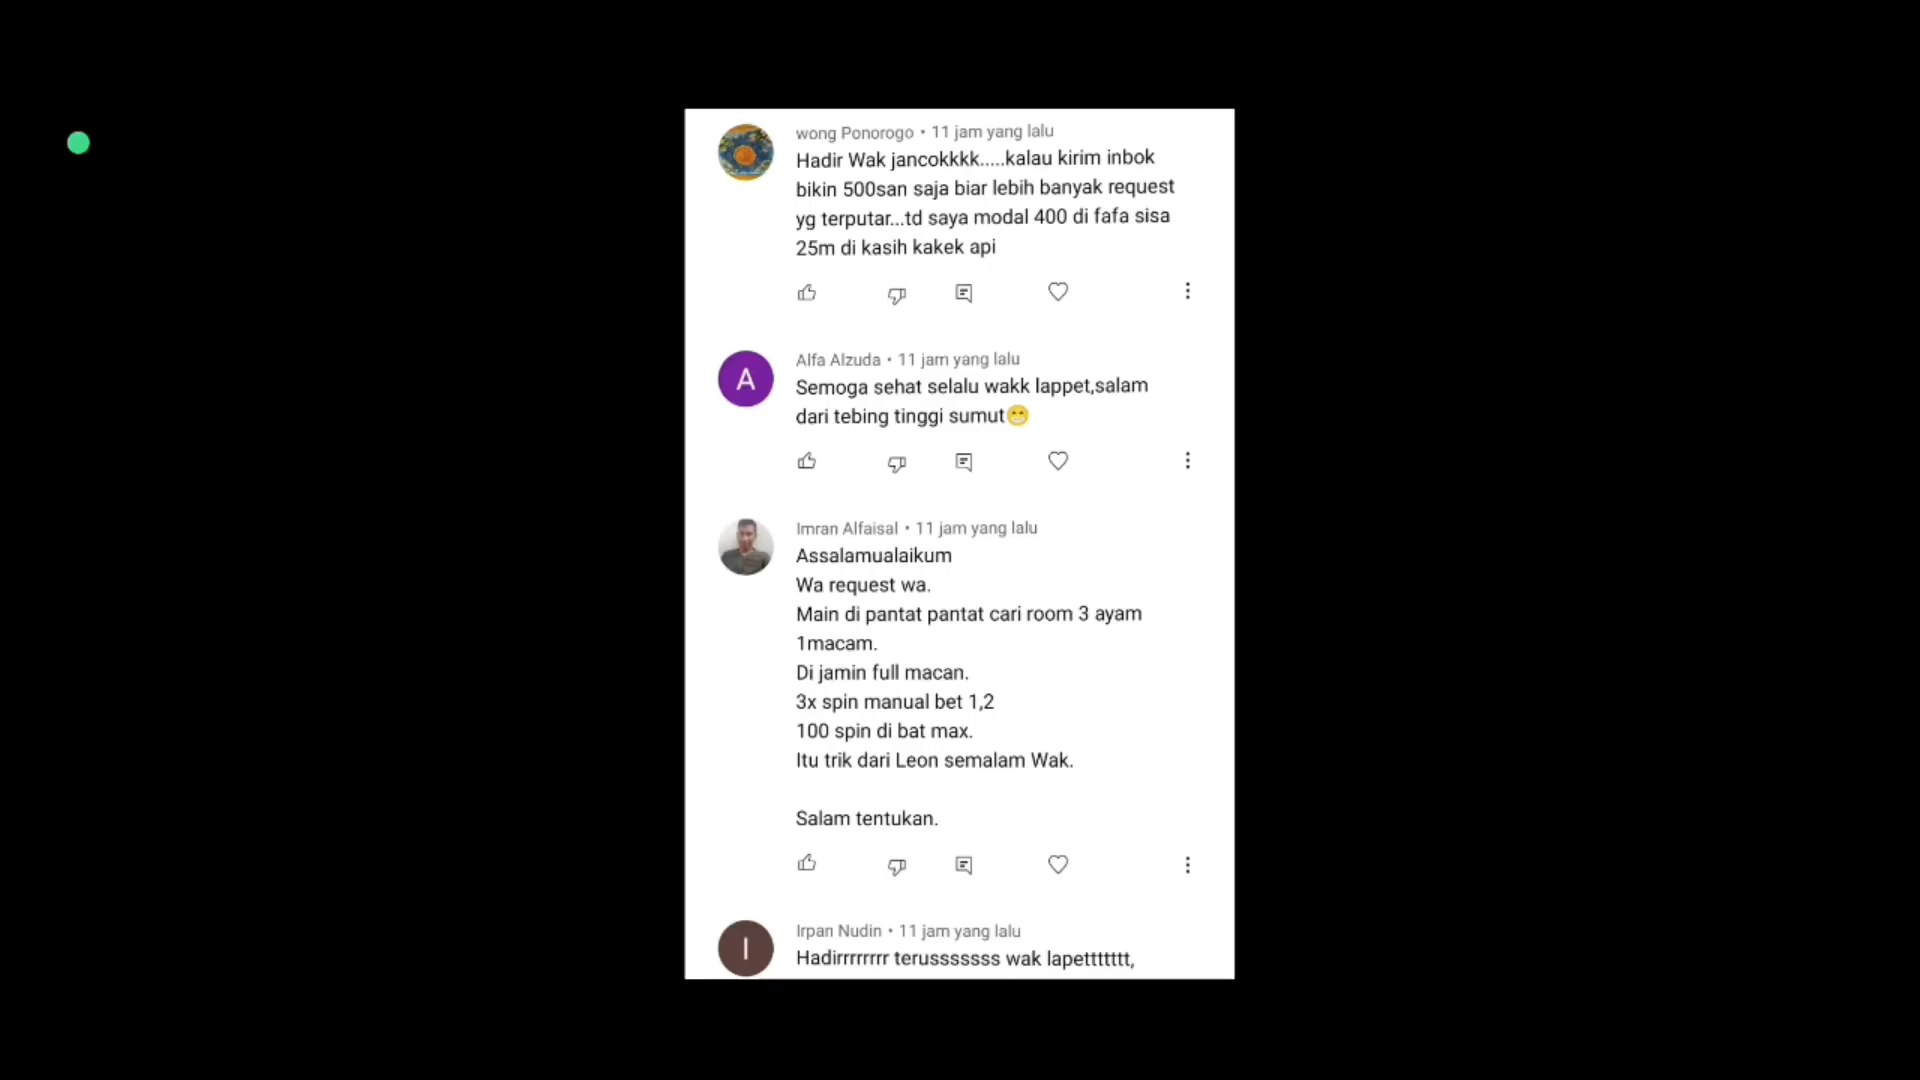 wong Ponorogo • 11 jam yang lalu
Hadir Wak jancokkkk.....kalau kirim inbok
bikin 500san saja biar lebih banyak request
yg terputar...td saya modal 400 di fafa sisa
25m di kasih kakek api
A
Alfa Alzuda • 11 jam yang lalu
Semoga sehat selalu wakk lappet,salam
dari tebing tinggi sumut😁
Imran Alfaisal • 11 jam yang lalu
Assalamualaikum
Wa request wa.
Main di pantat pantat cari room 3 ayam
1macam.
Di jamin full macan.
3x spin manual bet 1,2
100 spin di bat max.
Itu trik dari Leon semalam Wak.
Salam tentukan.
I
Irpan Nudin • 11 jam yang lalu
Hadirrrrrrrr terusssssss wak lapettttttt,